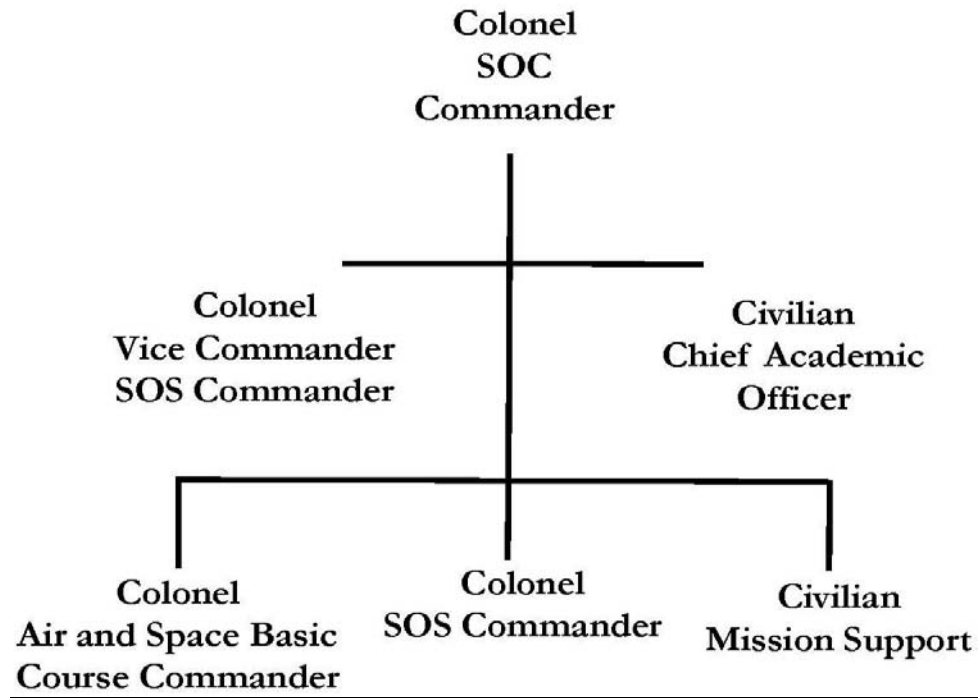 Colonel
SOC
Commander
Colonel
Vice Commander
SOS Commander
Civilian
Chief Academic
Officer
Colonel
Air and Space Basic
Course Commander
Colonel
SOS Commander
Civilian
Mission Support